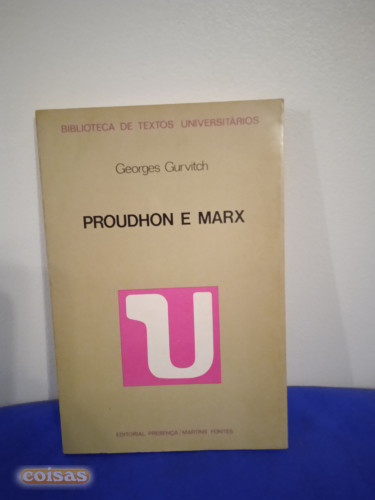 BIBLIOTECA DE TEXTOS UNIVERSITÁRIOS
Georges Gurvitch
PROUDHON E MARX
U
EDITORIAL PRESENÇA / MARTINS FONTES
coisas